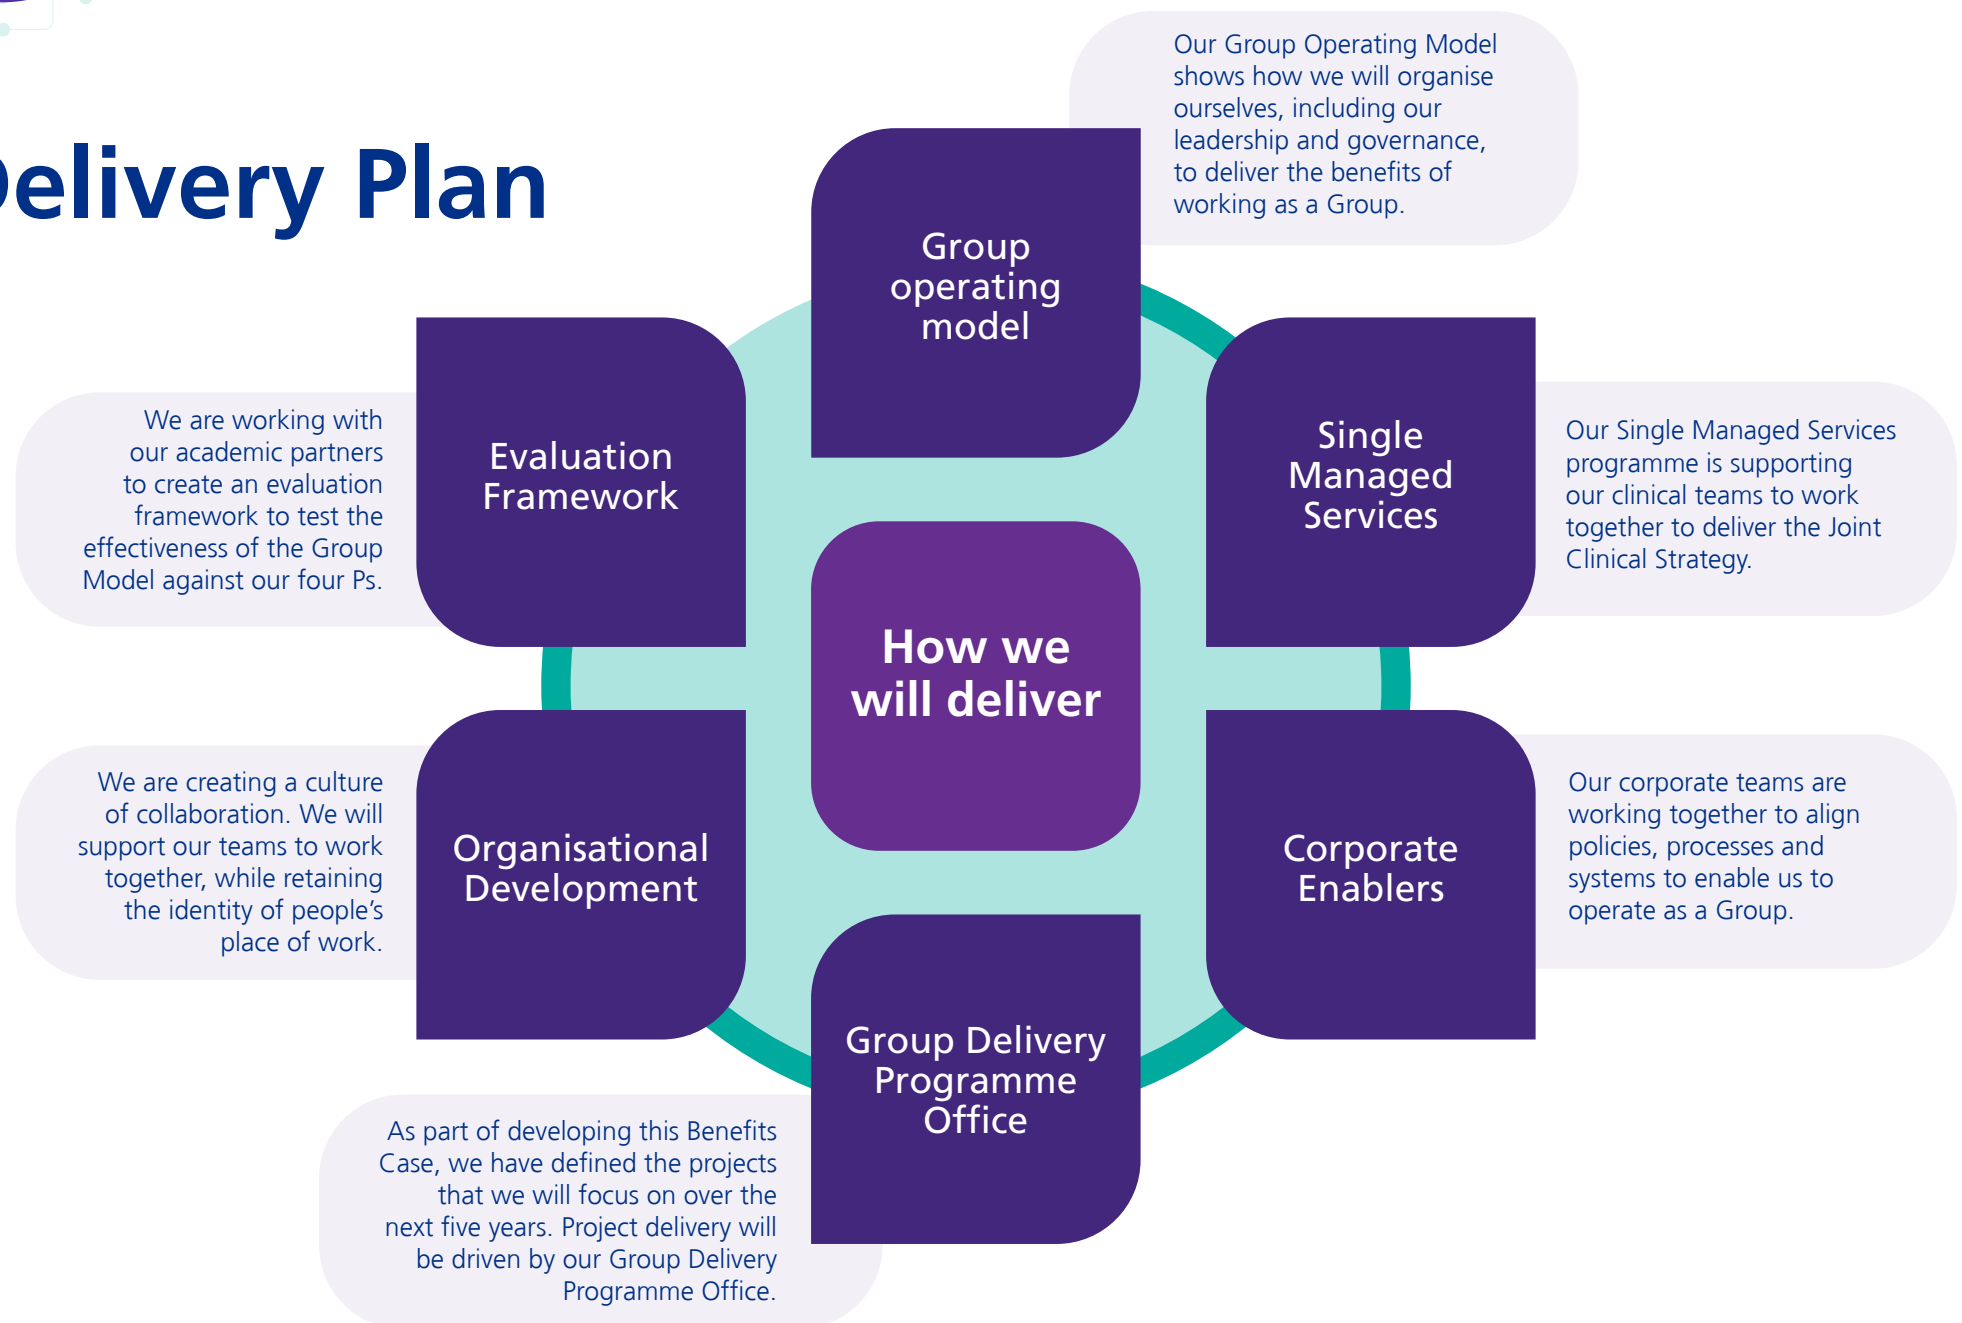 Delivery Plan
Our Group Operating Model
shows how we will organise
ourselves, including our
leadership and governance,
to deliver the benefits of
working as a Group.
Group
operating
model
Single
Managed
Services
Our Single Managed Services
programme is supporting
our clinical teams to work
together to deliver the Joint
Clinical Strategy.
We are working with
our academic partners
to create an evaluation
framework to test the
effectiveness of the Group
Model against our four Ps.
Evaluation
Framework
How we
will deliver
We are creating a culture
of collaboration. We will
support our teams to work
together, while retaining
the identity of people’s
place of work.
Organisational
Development
Corporate
Enablers
Our corporate teams are
working together to align
policies, processes and
systems to enable us to
operate as a Group.
Group Delivery
Programme
Office
As part of developing this Benefits
Case, we have defined the projects
that we will focus on over the
next five years. Project delivery will
be driven by our Group Delivery
Programme Office.